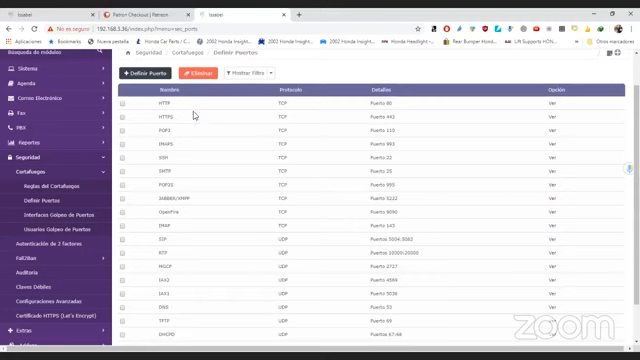 Issabel
Patron Checkout | Patreon
Issabel
No es seguro | 192.168.3.36/index.php?menu=sec_ports
Aplicaciones
Bookmarks
Nueva pestaña
Honda Car Parts / C...
2002 Honda Insight...
2002 Honda Insight...
Honda Headlight -...
Rear Bumper Hond...
Lift Supports HON...
Otros marcadores
Búsqueda de módulos
Sistema
Agenda
Correo Electrónico
Fax
PBX
Reportes
Seguridad
Cortafuegos
Reglas del Cortafuegos
Definir Puertos
Interfaces Golpeo de Puertos
Usuarios Golpeo de Puertos
Autenticación de 2 factores
Fail2Ban
Auditoría
Claves Débiles
Configuraciones Avanzadas
Certificado HTTPS (Let's Encrypt)
Extras
Seguridad Cortafuegos Definir Puertos
+ Definir Puerto Eliminar Mostrar Filtro
Nombre Protocolo Detalles Opción
HTTP TCP Puerto 80 Ver
HTTPS TCP Puerto 443 Ver
POP3 TCP Puerto 110 Ver
IMAPS TCP Puerto 993 Ver
SSH TCP Puerto 22 Ver
SMTP TCP Puerto 25 Ver
POP3S TCP Puerto 995 Ver
JABBER/XMPP TCP Puerto 5222 Ver
OpenFire TCP Puerto 9090 Ver
IMAP TCP Puerto 143 Ver
SIP UDP Puertos 5004:5082 Ver
RTP UDP Puertos 10000:20000 Ver
MGCP UDP Puerto 2727 Ver
IAX2 UDP Puerto 4569 Ver
IAX1 UDP Puerto 5036 Ver
DNS UDP Puerto 53 Ver
TFTP UDP Puerto 69 Ver
DHCPD UDP Puertos 67:68 Ver
zoom